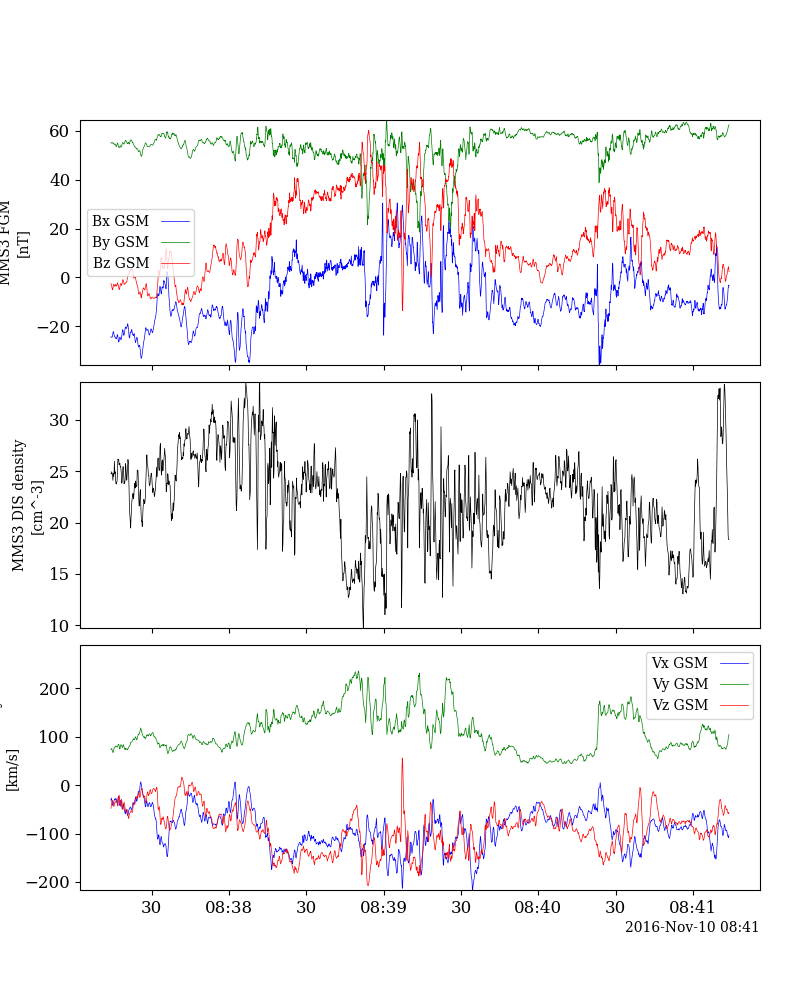 60
40
20
0
−20
MMS3 FGM
[nT]
Bx GSM
By GSM
Bz GSM
30
25
20
15
10
MMS3 DIS density
[cm^-3]
200
100
0
−100
−200
[km/s]
Vx GSM
Vy GSM
Vz GSM
30 08:38 30 08:39 30 08:40 30 08:41
2016-Nov-10 08:41